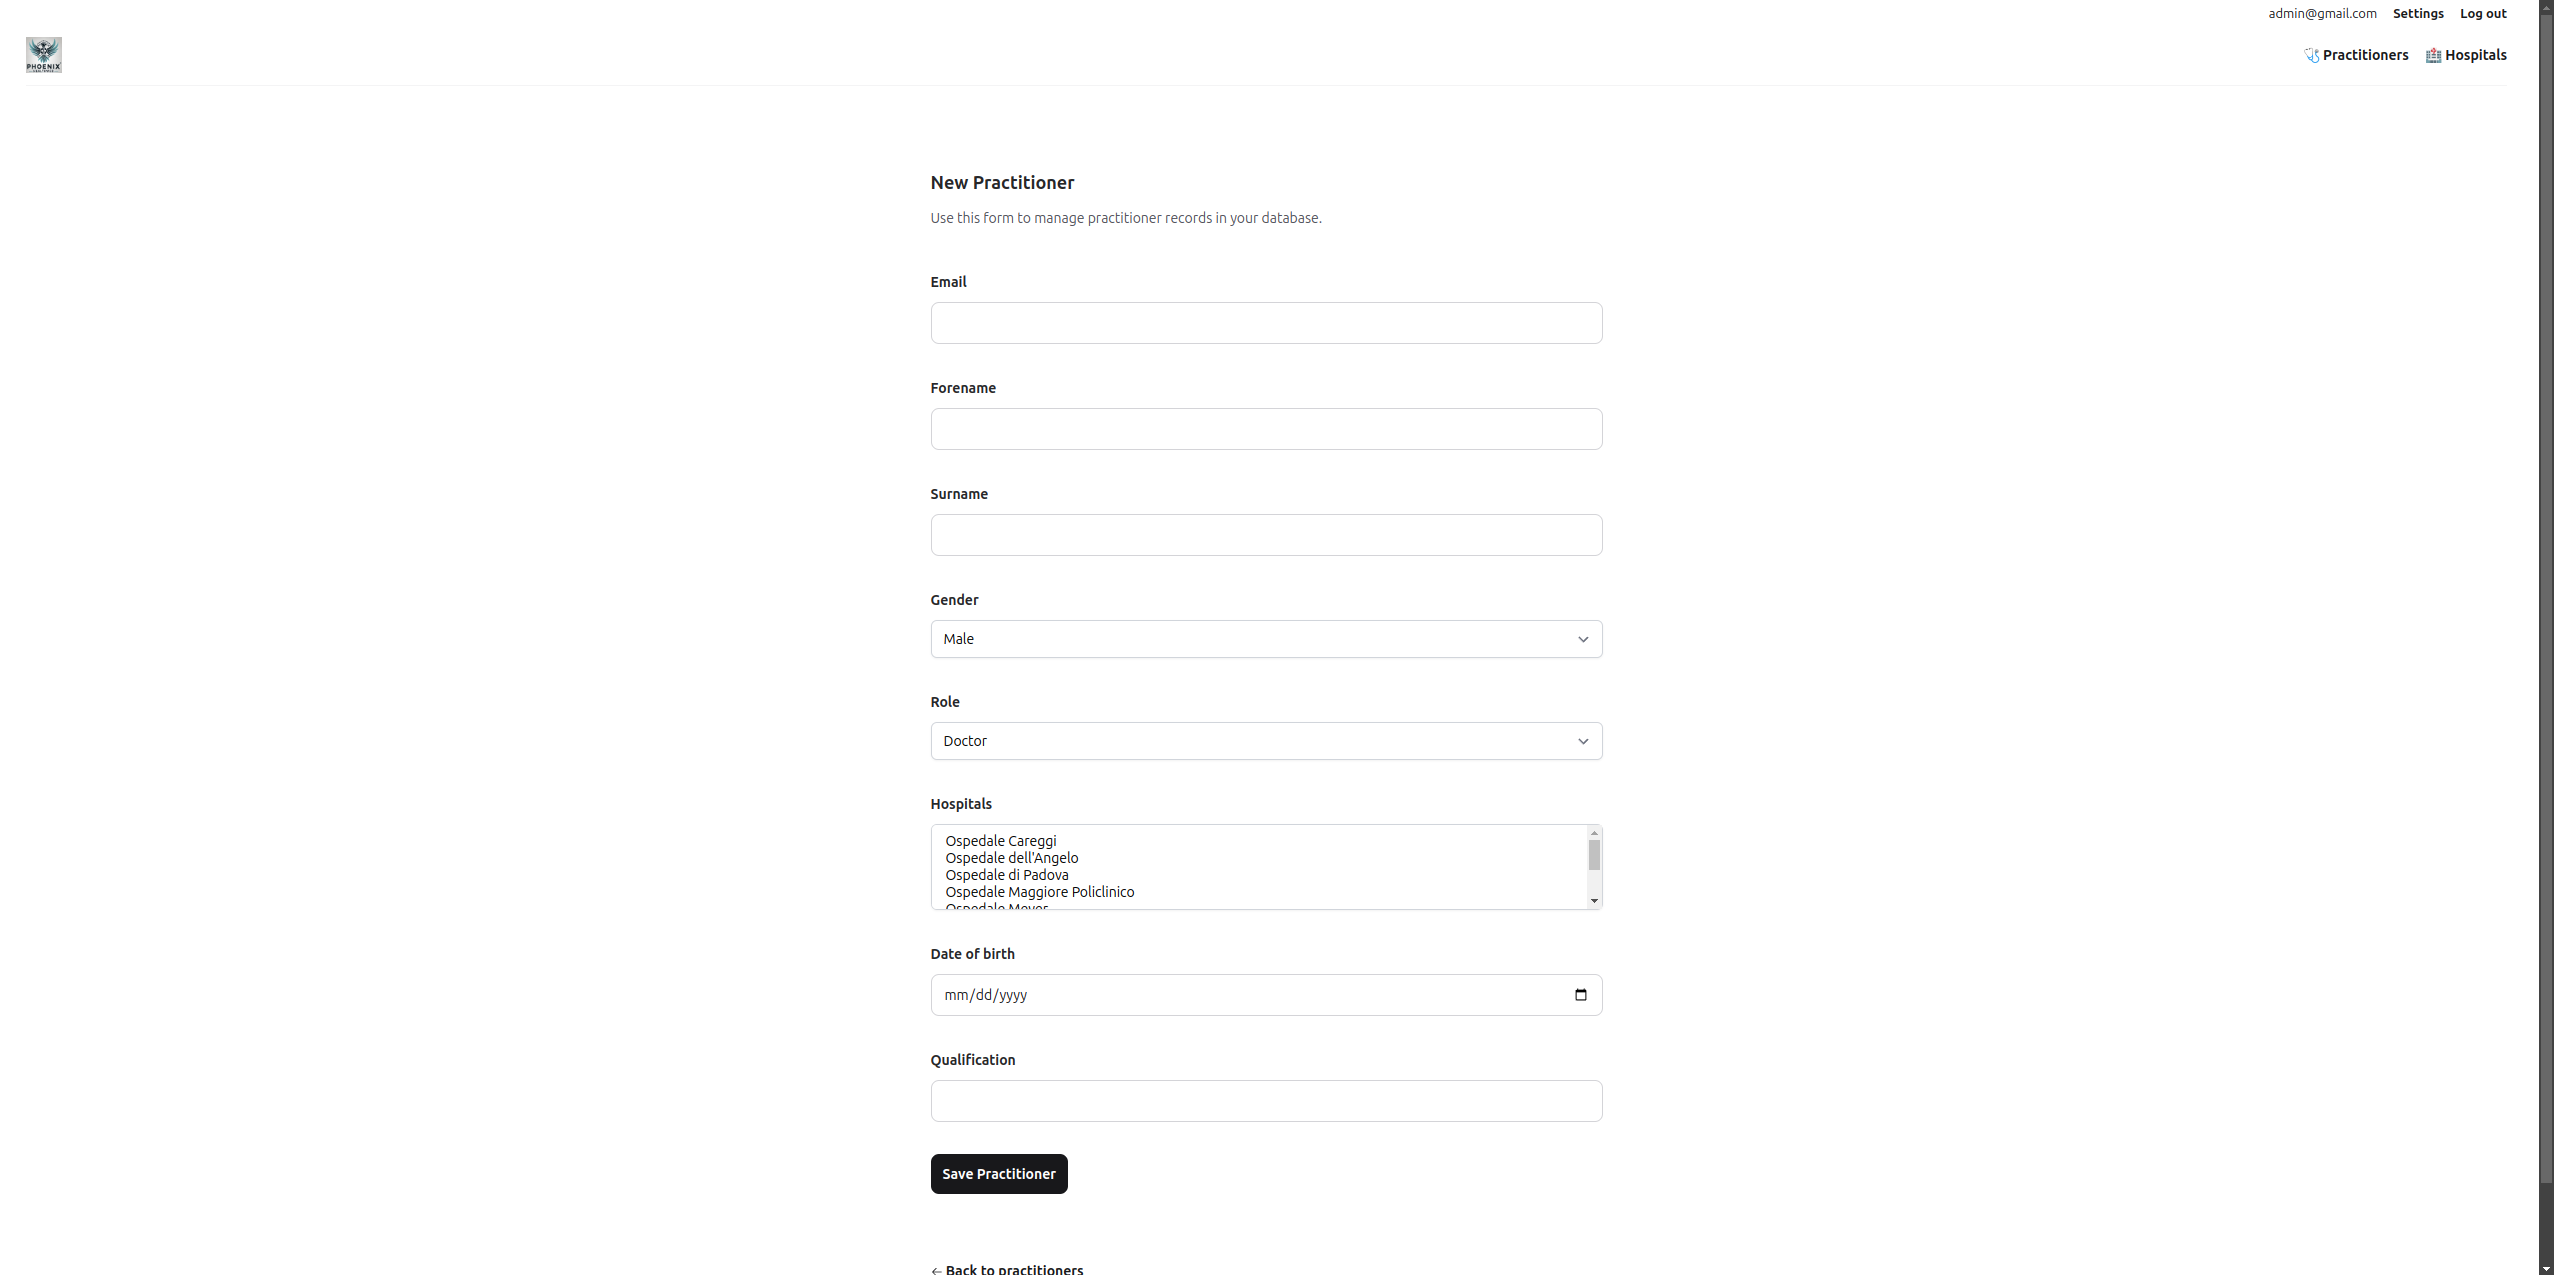 admin@gmail.com Settings Log out
PHOENIX
Practitioners Hospitals
New Practitioner
Use this form to manage practitioner records in your database.
Email
Forename
Surname
Gender
Male
Role
Doctor
Hospitals
Ospedale Careggi
Ospedale dell'Angelo
Ospedale di Padova
Ospedale Maggiore Policlinico
Ospedale Meyer
Date of birth
mm/dd/yyyy
Qualification
Save Practitioner
← Back to practitioners